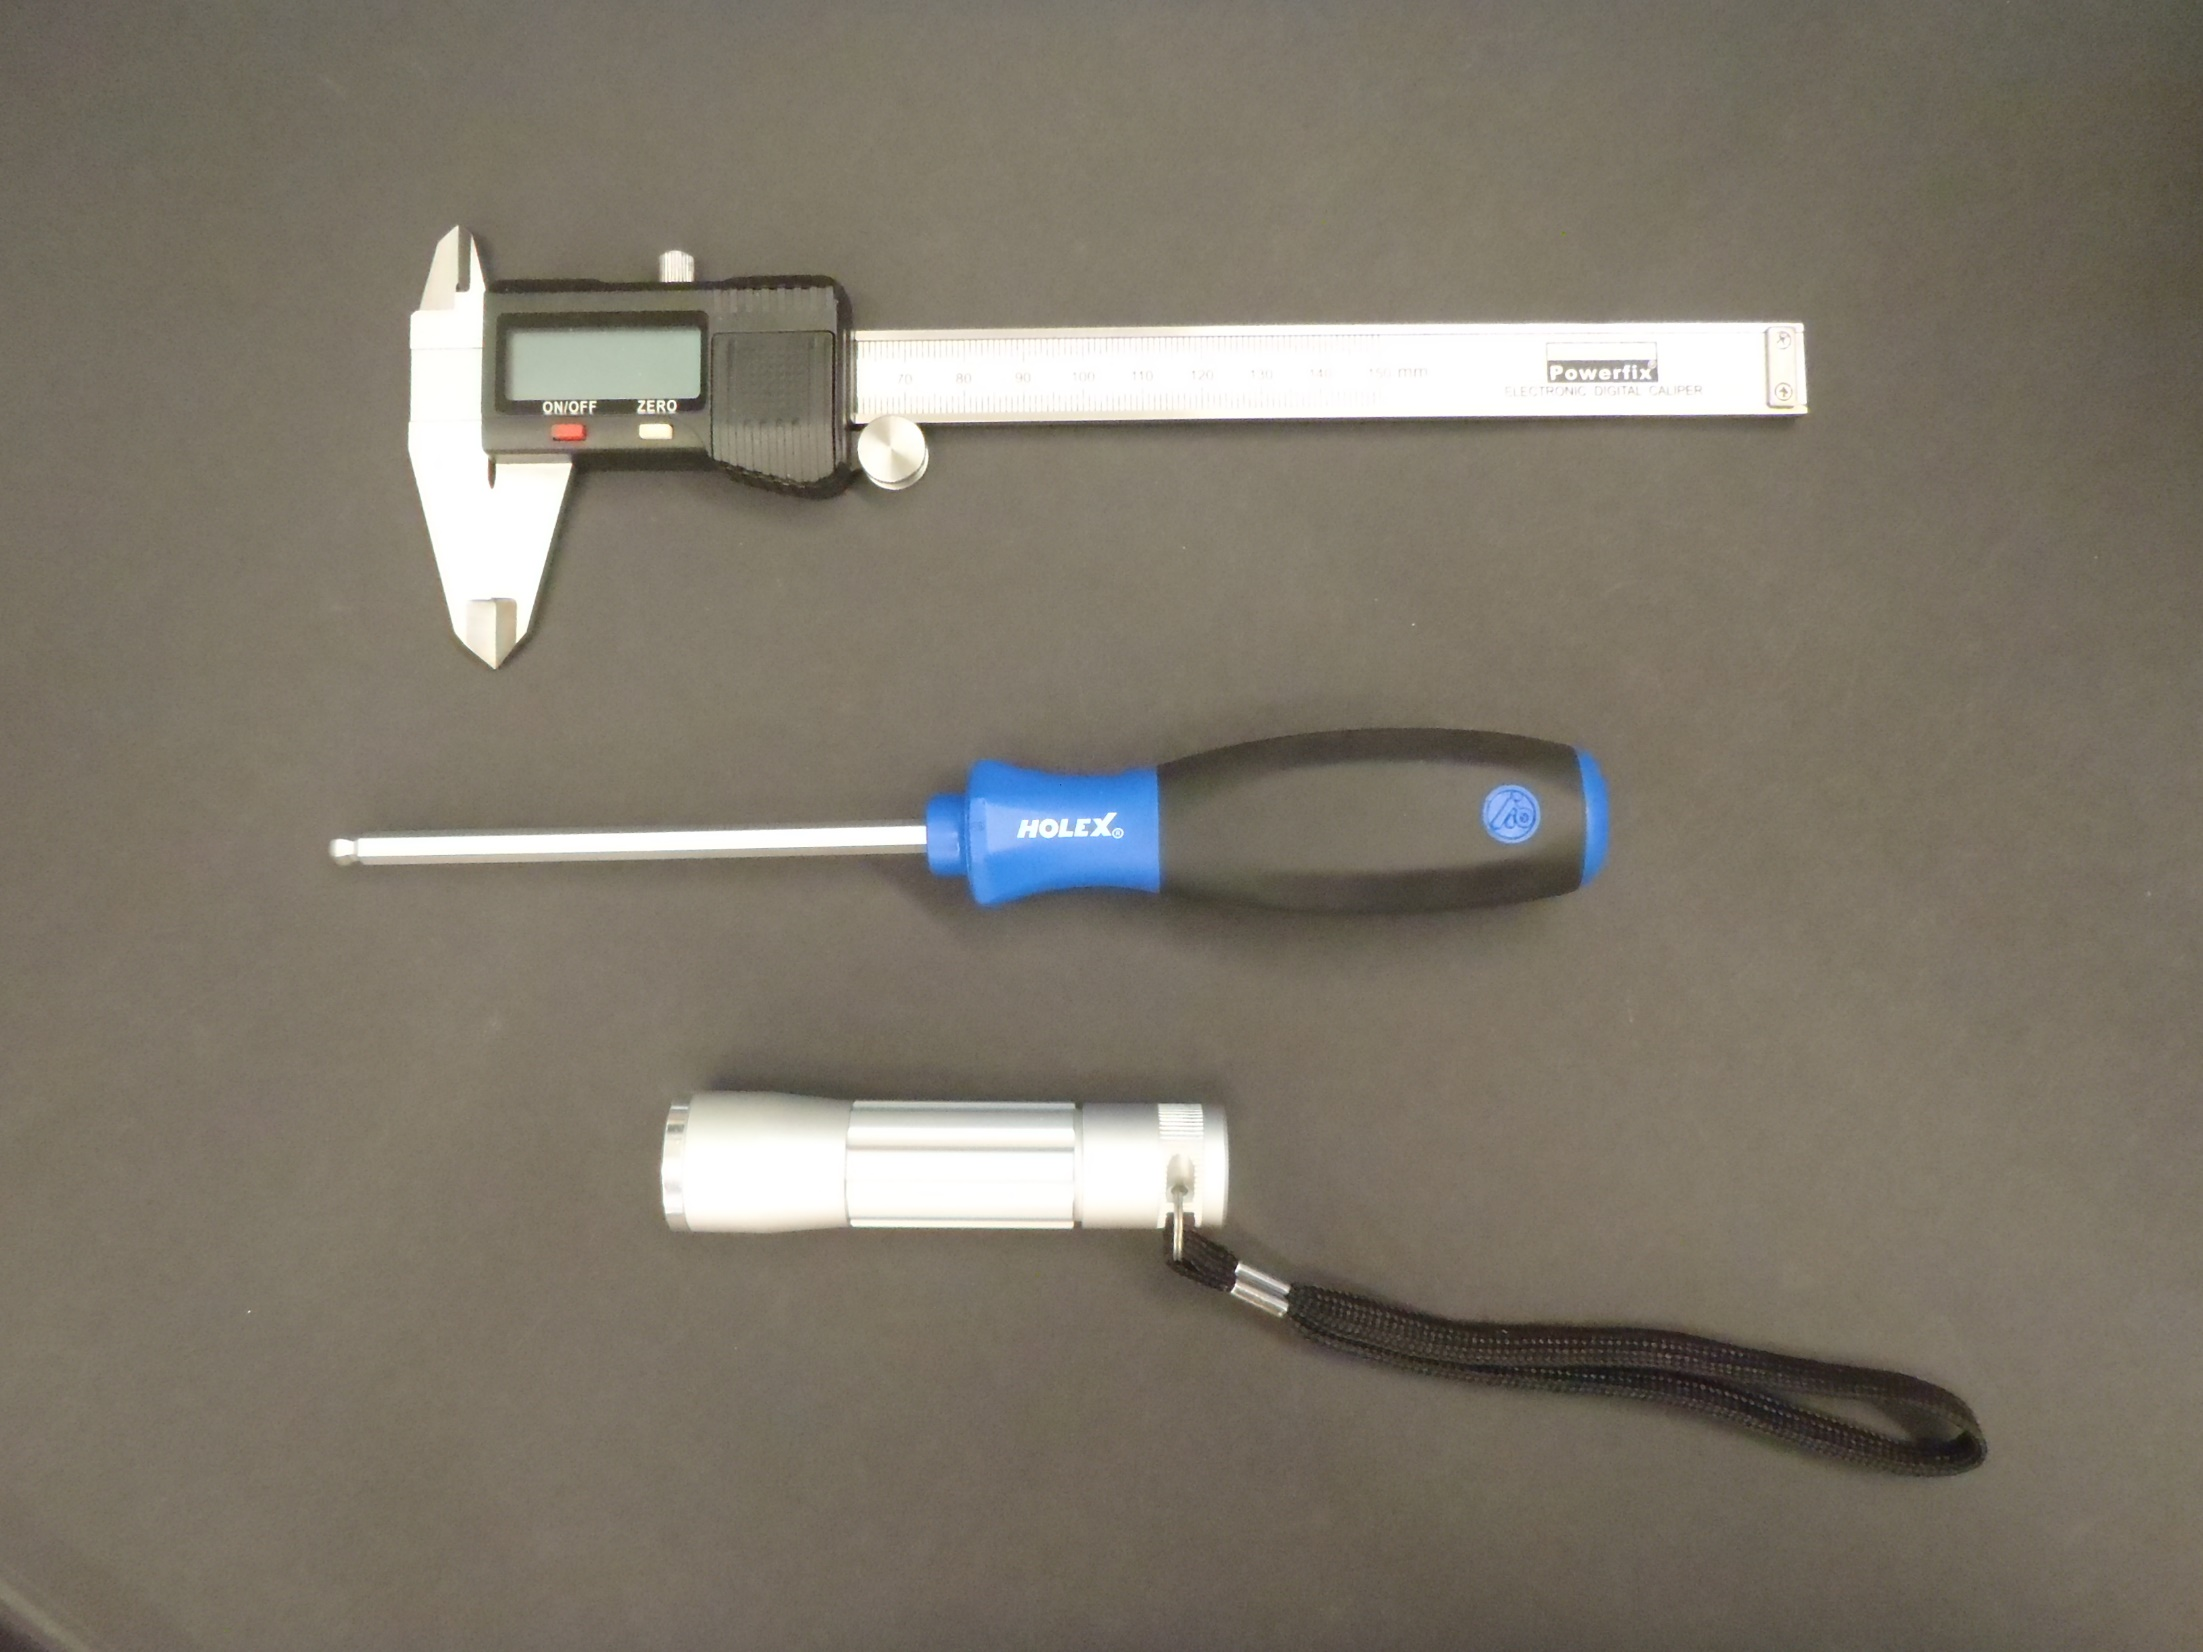 ON/OFF ZERO
70 80 90 100 110 120 130 140 150 mm
Powerfix
ELECTRONIC DIGITAL CALIPER
HOLEX®